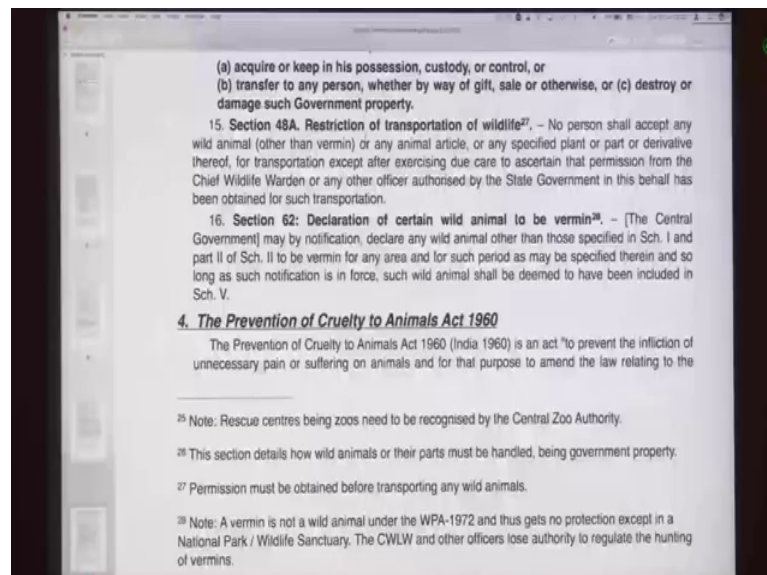 (a) acquire or keep in his possession, custody, or control, or
(b) transfer to any person, whether by way of gift, sale or otherwise, or (c) destroy or
damage such Government property.
15. Section 48A. Restriction of transportation of wildlife²⁷. – No person shall accept any
wild animal (other than vermin) or any animal article, or any specified plant or part or derivative
thereof, for transportation except after exercising due care to ascertain that permission from the
Chief Wildlife Warden or any other officer authorised by the State Government in this behalf has
been obtained for such transportation.
16. Section 62: Declaration of certain wild animal to be vermin²⁸. – [The Central
Government] may by notification, declare any wild animal other than those specified in Sch. I and
part II of Sch. II to be vermin for any area and for such period as may be specified therein and so
long as such notification is in force, such wild animal shall be deemed to have been included in
Sch. V.
4. The Prevention of Cruelty to Animals Act 1960
The Prevention of Cruelty to Animals Act 1960 (India 1960) is an act "to prevent the infliction of
unnecessary pain or suffering on animals and for that purpose to amend the law relating to the
²⁵ Note: Rescue centres being zoos need to be recognised by the Central Zoo Authority.
²⁶ This section details how wild animals or their parts must be handled, being government property.
²⁷ Permission must be obtained before transporting any wild animals.
²⁸ Note: A vermin is not a wild animal under the WPA-1972 and thus gets no protection except in a
National Park / Wildlife Sanctuary. The CWLW and other officers lose authority to regulate the hunting
of vermins.